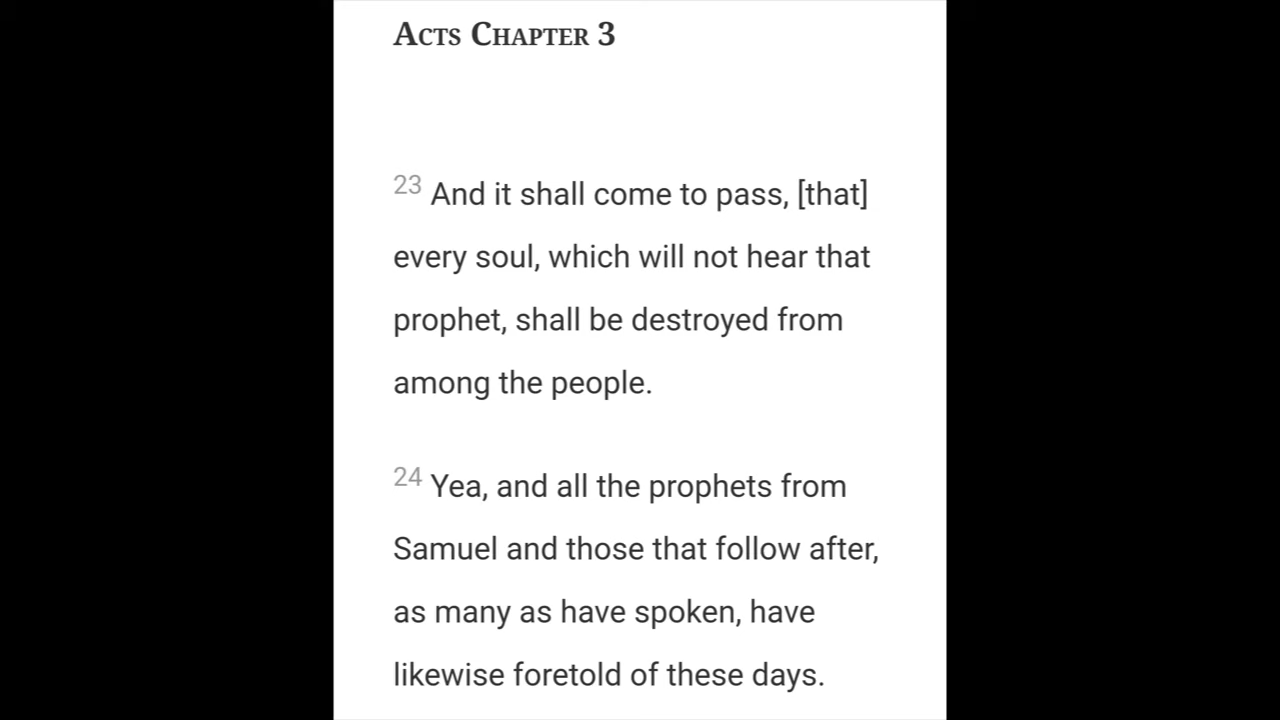 Acts Chapter 3
23 And it shall come to pass, [that]
every soul, which will not hear that
prophet, shall be destroyed from
among the people.
24 Yea, and all the prophets from
Samuel and those that follow after,
as many as have spoken, have
likewise foretold of these days.